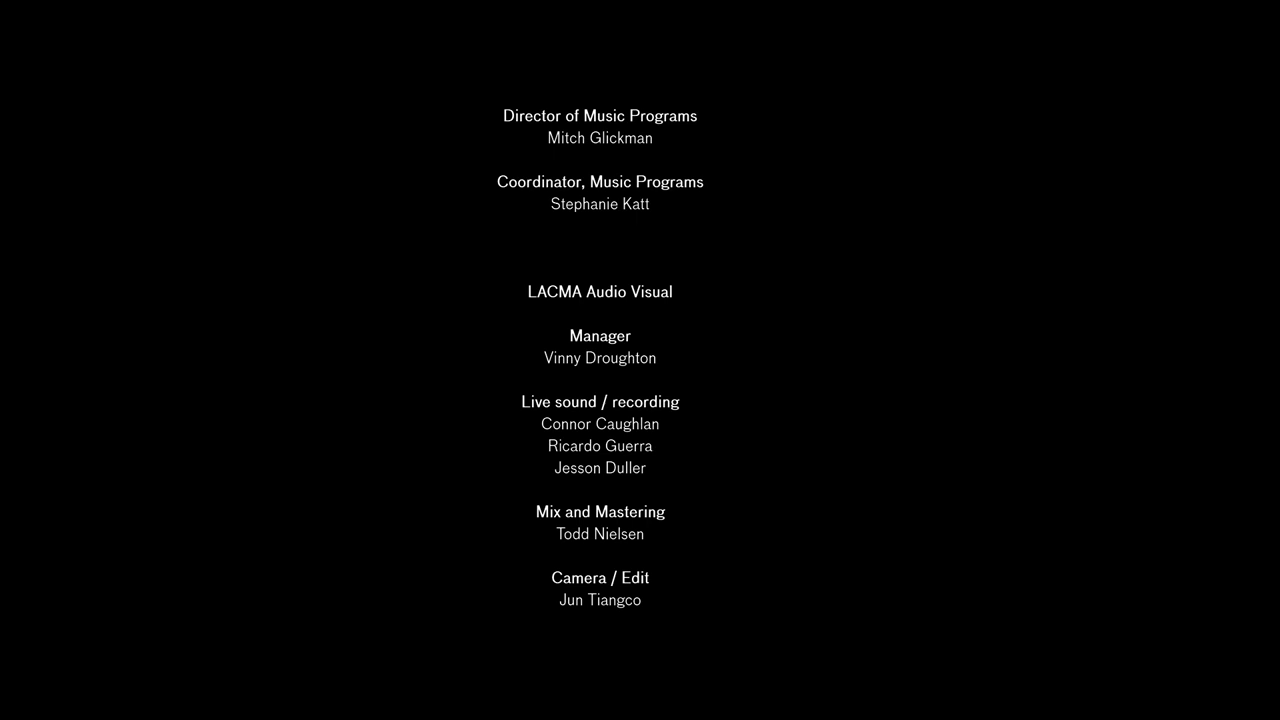 Director of Music Programs
Mitch Glickman
Coordinator, Music Programs
Stephanie Katt
LACMA Audio Visual
Manager
Vinny Droughton
Live sound / recording
Connor Caughlan
Ricardo Guerra
Jesson Duller
Mix and Mastering
Todd Nielsen
Camera / Edit
Jun Tiangco